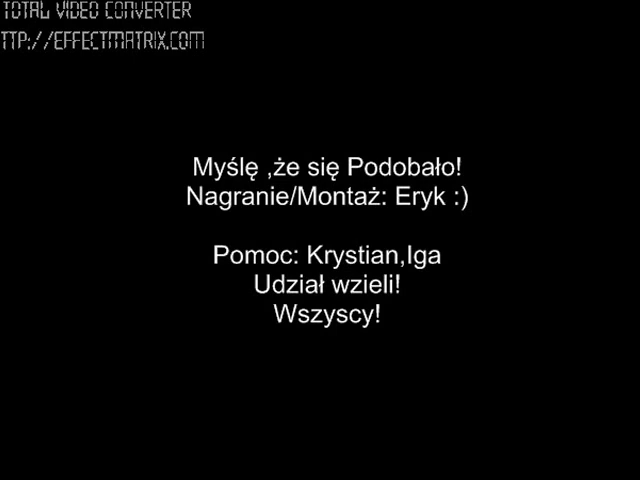 TOTAL VIDEO CONVERTER
TTP://EFFECTMATRIX.COM
Myślę ,że się Podobało!
Nagranie/Montaż: Eryk :)
Pomoc: Krystian,Iga
Udział wzieli!
Wszyscy!